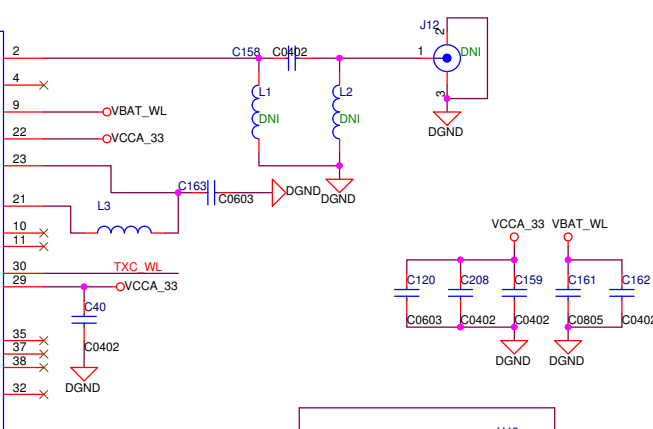 J12
2
2
C158
C0402
1
DNI
4
L1
L2
9
VBAT_WL
3
DNI
DNI
22
VCCA_33
DGND
23
C163
C0603
DGND
DGND
21
L3
10
11
VCCA_33
VBAT_WL
30
TXC_WL
29
VCCA_33
C120
C208
C159
C161
C162
C40
C0603
C0402
C0402
C0805
C0402
35
37
C0402
38
DGND
DGND
32
DGND